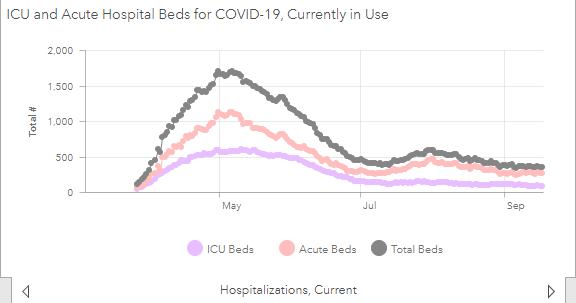 ICU and Acute Hospital Beds for COVID-19, Currently in Use
2,000
1,500
1,000
500
0
Total #
May
Jul
Sep
ICU Beds
Acute Beds
Total Beds
Hospitalizations, Current